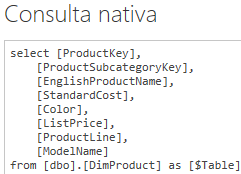 Consulta nativa
select [ProductKey],
    [ProductSubcategoryKey],
    [EnglishProductName],
    [StandardCost],
    [Color],
    [ListPrice],
    [ProductLine],
    [ModelName]
from [dbo].[DimProduct] as [$Table]